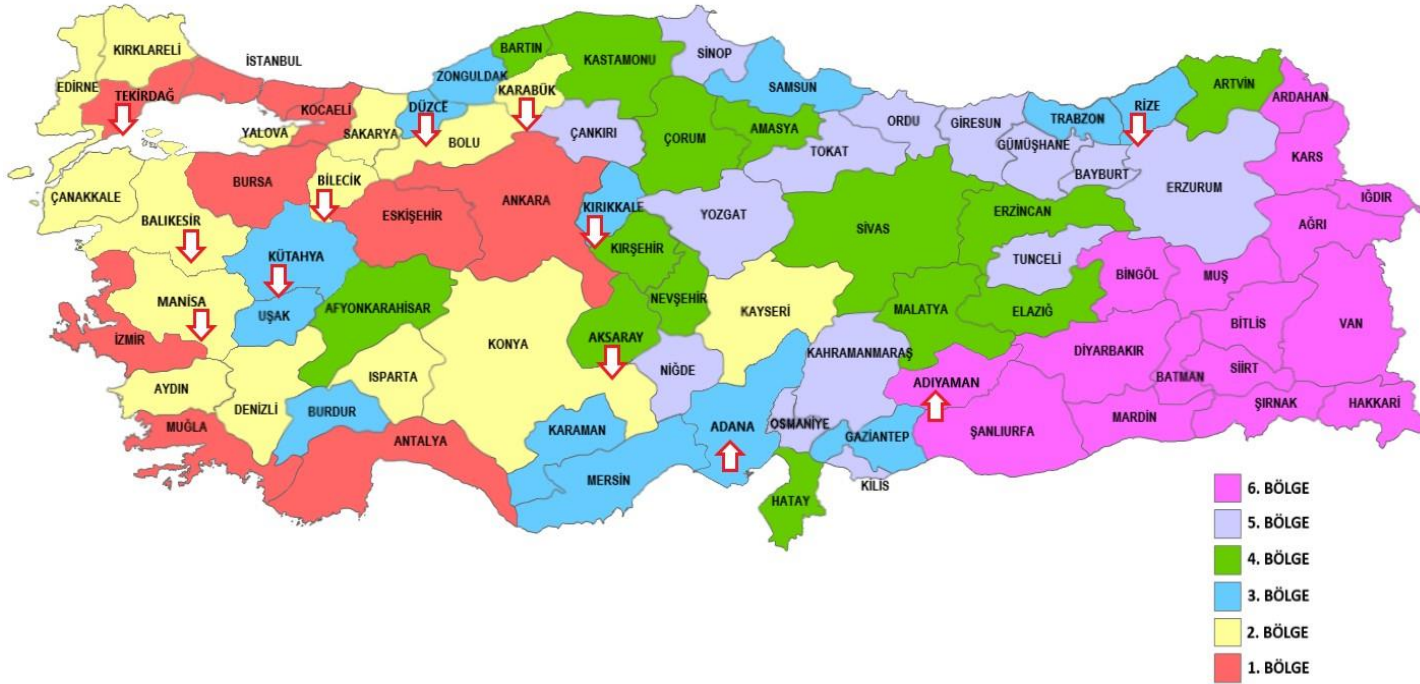 KIRKLARELİ
EDİRNE
TEKİRDAĞ
İSTANBUL
KOCAELİ
YALOVA
SAKARYA
DÜZCE
ZONGULDAK
BARTIN
KARABÜK
KASTAMONU
SİNOP
BOLU
ÇANKIRI
ÇORUM
SAMSUN
AMASYA
TOKAT
ORDU
GİRESUN
GÜMÜŞHANE
TRABZON
RİZE
ARTVİN
ARDAHAN
KARS
BAYBURT
ERZURUM
IĞDIR
AĞRI
ÇANAKKALE
BALIKESİR
BURSA
BİLECİK
ESKİŞEHİR
ANKARA
KIRIKKALE
YOZGAT
KIRŞEHİR
SİVAS
ERZİNCAN
TUNCELİ
BİNGÖL
MUŞ
KÜTAHYA
MANİSA
UŞAK
AFYONKARAHİSAR
İZMİR
KONYA
AKSARAY
NEVŞEHİR
KAYSERİ
MALATYA
ELAZIĞ
BİTLİS
VAN
AYDIN
DENİZLİ
ISPARTA
BURDUR
MUĞLA
ANTALYA
KARAMAN
MERSİN
NİĞDE
ADANA
KAHRAMANMARAŞ
OSMANİYE
GAZİANTEP
KİLİS
HATAY
ADIYAMAN
DİYARBAKIR
BATMAN
SİİRT
ŞANLIURFA
MARDİN
ŞIRNAK
HAKKARİ
6. BÖLGE
5. BÖLGE
4. BÖLGE
3. BÖLGE
2. BÖLGE
1. BÖLGE